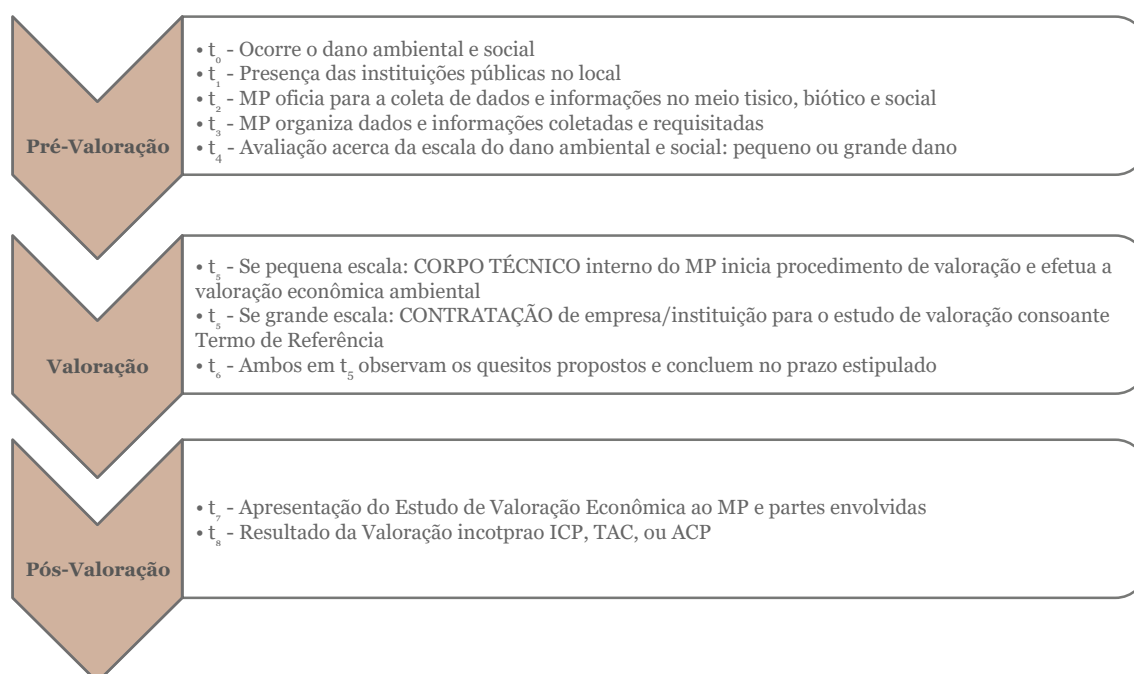 Pré-Valoração
• t₀ - Ocorre o dano ambiental e social
• t₁ - Presença das instituições públicas no local
• t₂ - MP oficia para a coleta de dados e informações no meio tisico, biótico e social
• t₃ - MP organiza dados e informações coletadas e requisitadas
• t₄ - Avaliação acerca da escala do dano ambiental e social: pequeno ou grande dano
Valoração
• t₅ - Se pequena escala: CORPO TÉCNICO interno do MP inicia procedimento de valoração e efetua a
valoração econômica ambiental
• t₅ - Se grande escala: CONTRATAÇÃO de empresa/instituição para o estudo de valoração consoante
Termo de Referência
• t₆ - Ambos em t₅ observam os quesitos propostos e concluem no prazo estipulado
Pós-Valoração
• t₇ - Apresentação do Estudo de Valoração Econômica ao MP e partes envolvidas
• t₈ - Resultado da Valoração incotprao ICP, TAC, ou ACP